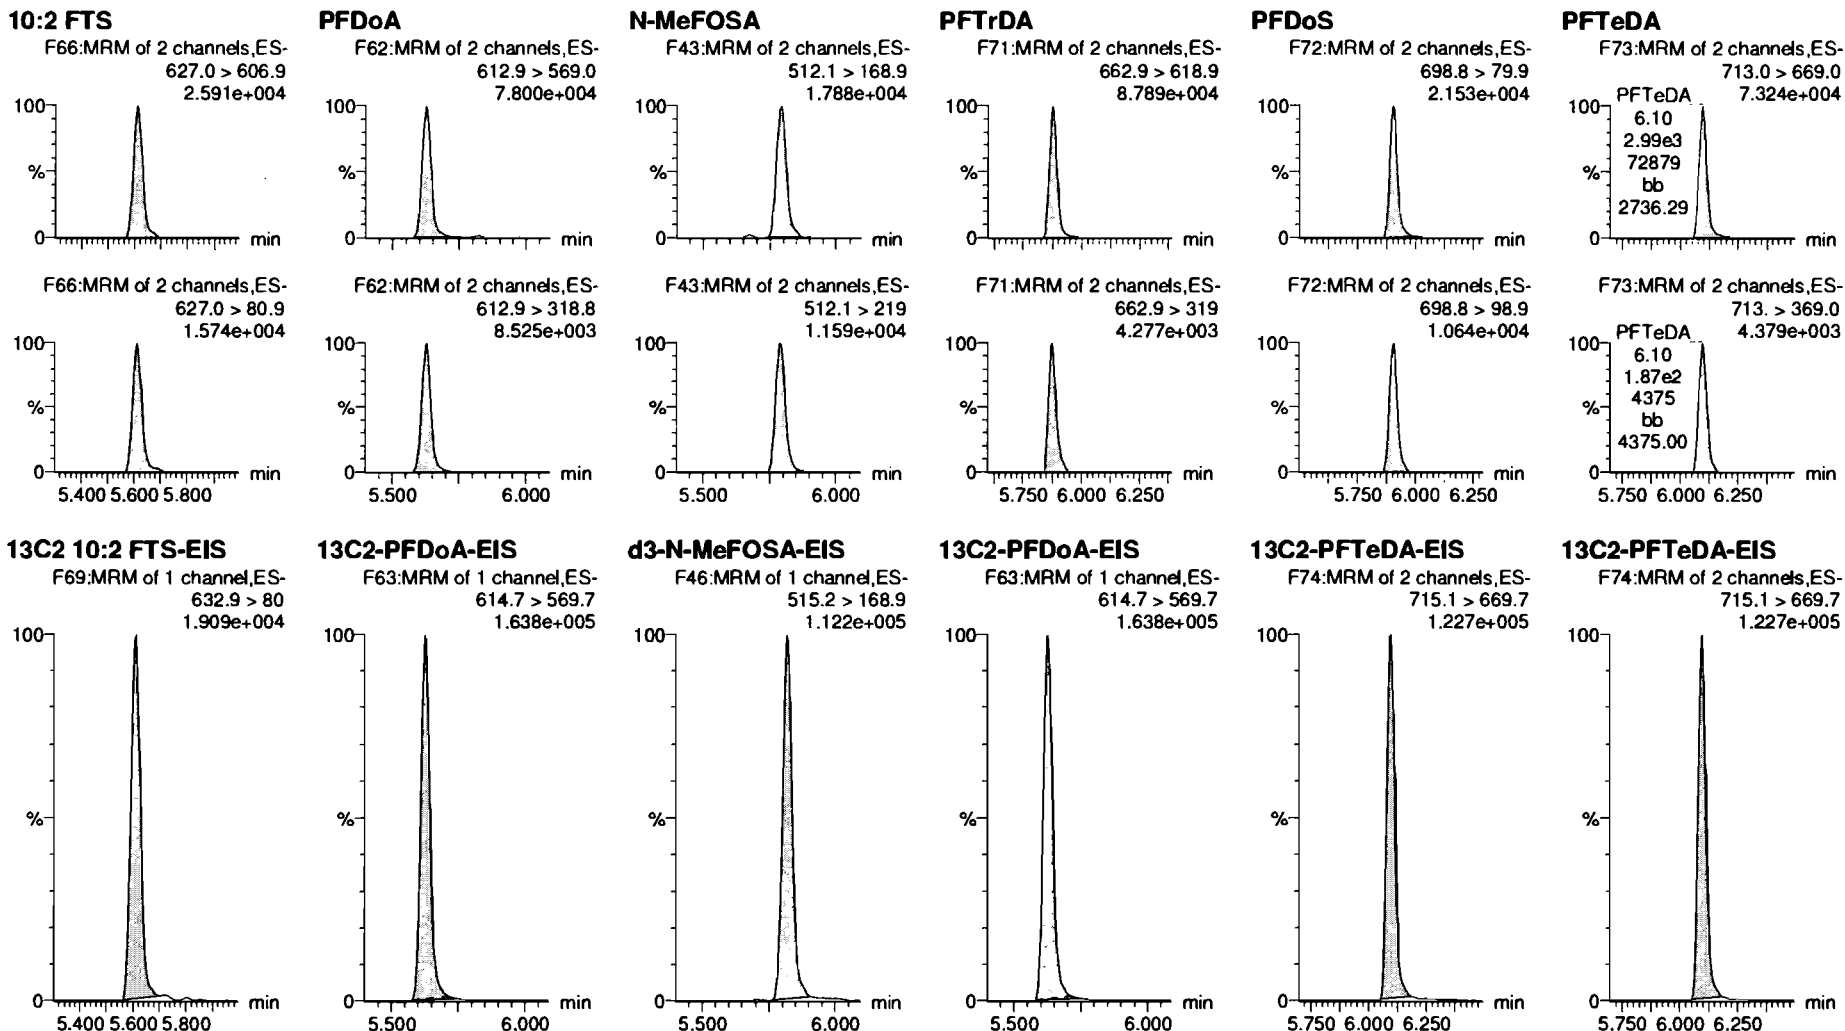 10:2 FTS
F66:MRM of 2 channels,ES-
627.0 > 606.9
2.591e+004
100
%
0
min
PFDoA
F62:MRM of 2 channels,ES-
612.9 > 569.0
7.800e+004
100
%
0
min
N-MeFOSA
F43:MRM of 2 channels,ES-
512.1 > 168.9
1.788e+004
100
%
0
min
PFTrDA
F71:MRM of 2 channels,ES-
662.9 > 618.9
8.789e+004
100
%
0
min
PFDoS
F72:MRM of 2 channels,ES-
698.8 > 79.9
2.153e+004
100
%
0
min
PFTeDA
F73:MRM of 2 channels,ES-
713.0 > 669.0
7.324e+004
100
PFTeDA
6.10
2.99e3
72879
bb
2736.29
%
0
min
F66:MRM of 2 channels,ES-
627.0 > 80.9
1.574e+004
100
%
0
min
5.400 5.600 5.800
F62:MRM of 2 channels,ES-
612.9 > 318.8
8.525e+003
100
%
0
min
5.500 6.000
F43:MRM of 2 channels,ES-
512.1 > 219
1.159e+004
100
%
0
min
5.500 6.000
F71:MRM of 2 channels,ES-
662.9 > 319
4.277e+003
100
%
0
min
5.750 6.000 6.250
F72:MRM of 2 channels,ES-
698.8 > 98.9
1.064e+004
100
%
0
min
5.750 6.000 6.250
F73:MRM of 2 channels,ES-
713. > 369.0
4.379e+003
100
PFTeDA
6.10
1.87e2
4375
bb
4375.00
%
0
min
5.750 6.000 6.250
13C2 10:2 FTS-EIS
F69:MRM of 1 channel,ES-
632.9 > 80
1.909e+004
100
%
0
min
5.400 5.600 5.800
13C2-PFDoA-EIS
F63:MRM of 1 channel,ES-
614.7 > 569.7
1.638e+005
100
%
0
min
5.500 6.000
d3-N-MeFOSA-EIS
F46:MRM of 1 channel,ES-
515.2 > 168.9
1.122e+005
100
%
0
min
5.500 6.000
13C2-PFDoA-EIS
F63:MRM of 1 channel,ES-
614.7 > 569.7
1.638e+005
100
%
0
min
5.500 6.000
13C2-PFTeDA-EIS
F74:MRM of 2 channels,ES-
715.1 > 669.7
1.227e+005
100
%
0
min
5.750 6.000 6.250
13C2-PFTeDA-EIS
F74:MRM of 2 channels,ES-
715.1 > 669.7
1.227e+005
100
%
0
min
5.750 6.000 6.250